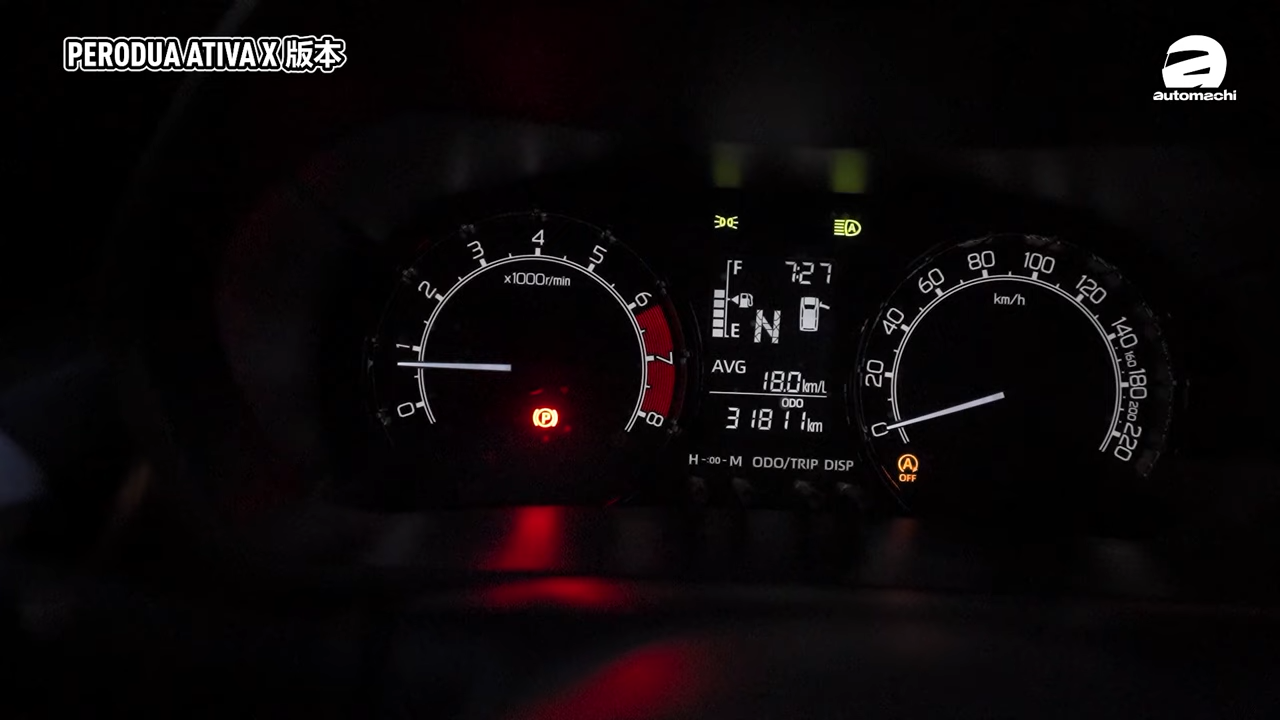 PERODUA ATIVA X 版本
automachi
0 1 2 3 4 5 6 7 8
x1000r/min
P
A
F
7:27
E
N
AVG
18.0km/L
ODO
31811km
H -:00- M ODO/TRIP DISP
0 20 40 60 80 100 120 140 160 180 200 220
km/h
A
OFF